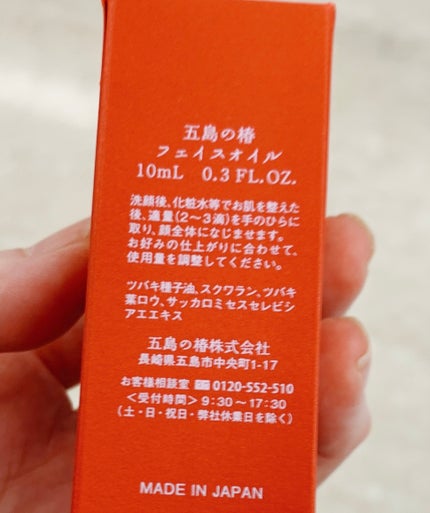 五島の椿
フェイスオイル
10mL 0.3 FL.OZ.
洗顔後、化粧水等でお肌を整えた
後、適量(2～3滴)を手のひらに
取り、顔全体になじませます。
お好みの仕上がりに合わせて、
使用量を調整してください。
ツバキ種子油、スクワラン、ツバキ
葉ロウ、サッカロミセスセレビシ
アエエキス
五島の椿株式会社
長崎県五島市中央町1-17
お客様相談室 0120-552-510
<受付時間> 9:30～17:30
(土・日・祝日・弊社休業日を除く)
MADE IN JAPAN